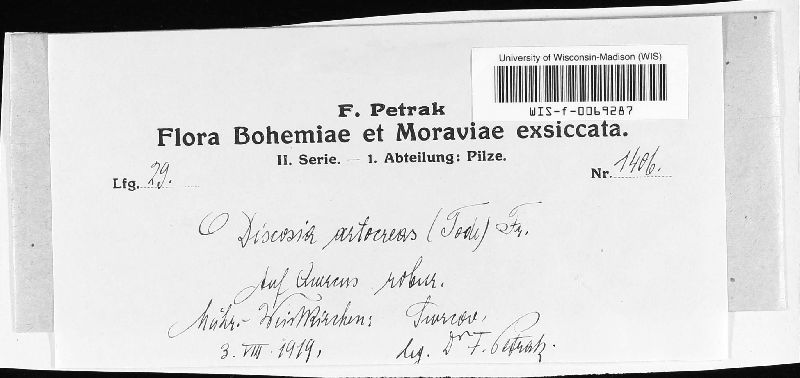 University of Wisconsin-Madison (WIS)
WIS-f-0069287
F. Petrak
Flora Bohemiae et Moraviae exsiccata.
II. Serie. — 1. Abteilung: Pilze.
Lfg. 29.
Nr. 1406.
Discosia artocreas (Tode) Fr.
Auf Quercus robur.
Mähr.-Weisskirchen:
3. VIII. 1919. leg. Dr F. Petrak.